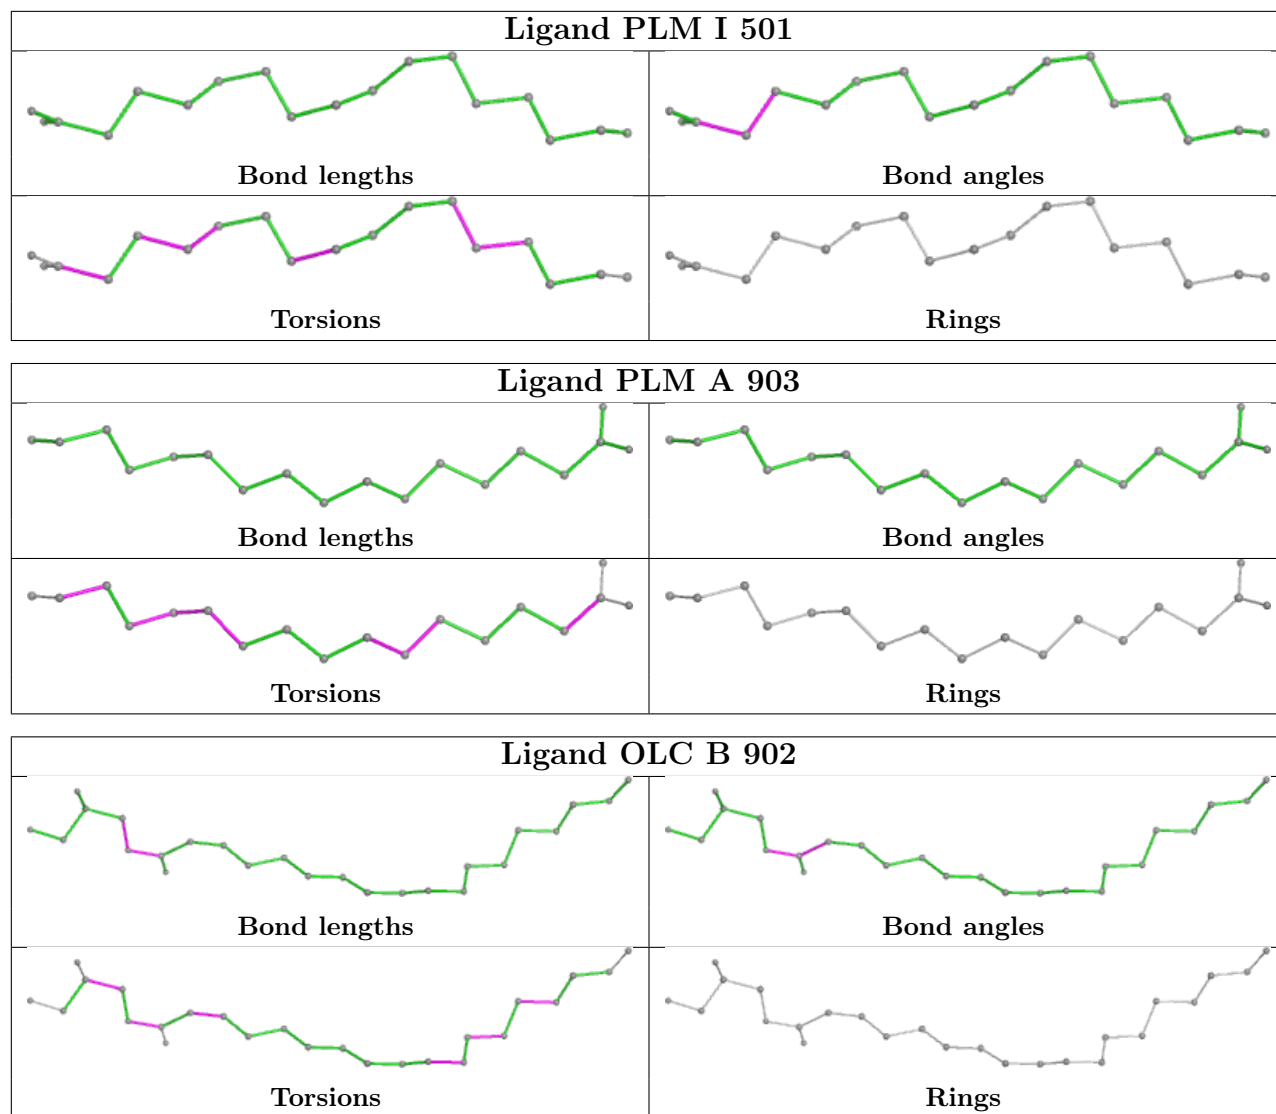 Ligand PLM I 501
Bond lengths Bond angles
Torsions Rings
Ligand PLM A 903
Bond lengths Bond angles
Torsions Rings
Ligand OLC B 902
Bond lengths Bond angles
Torsions Rings